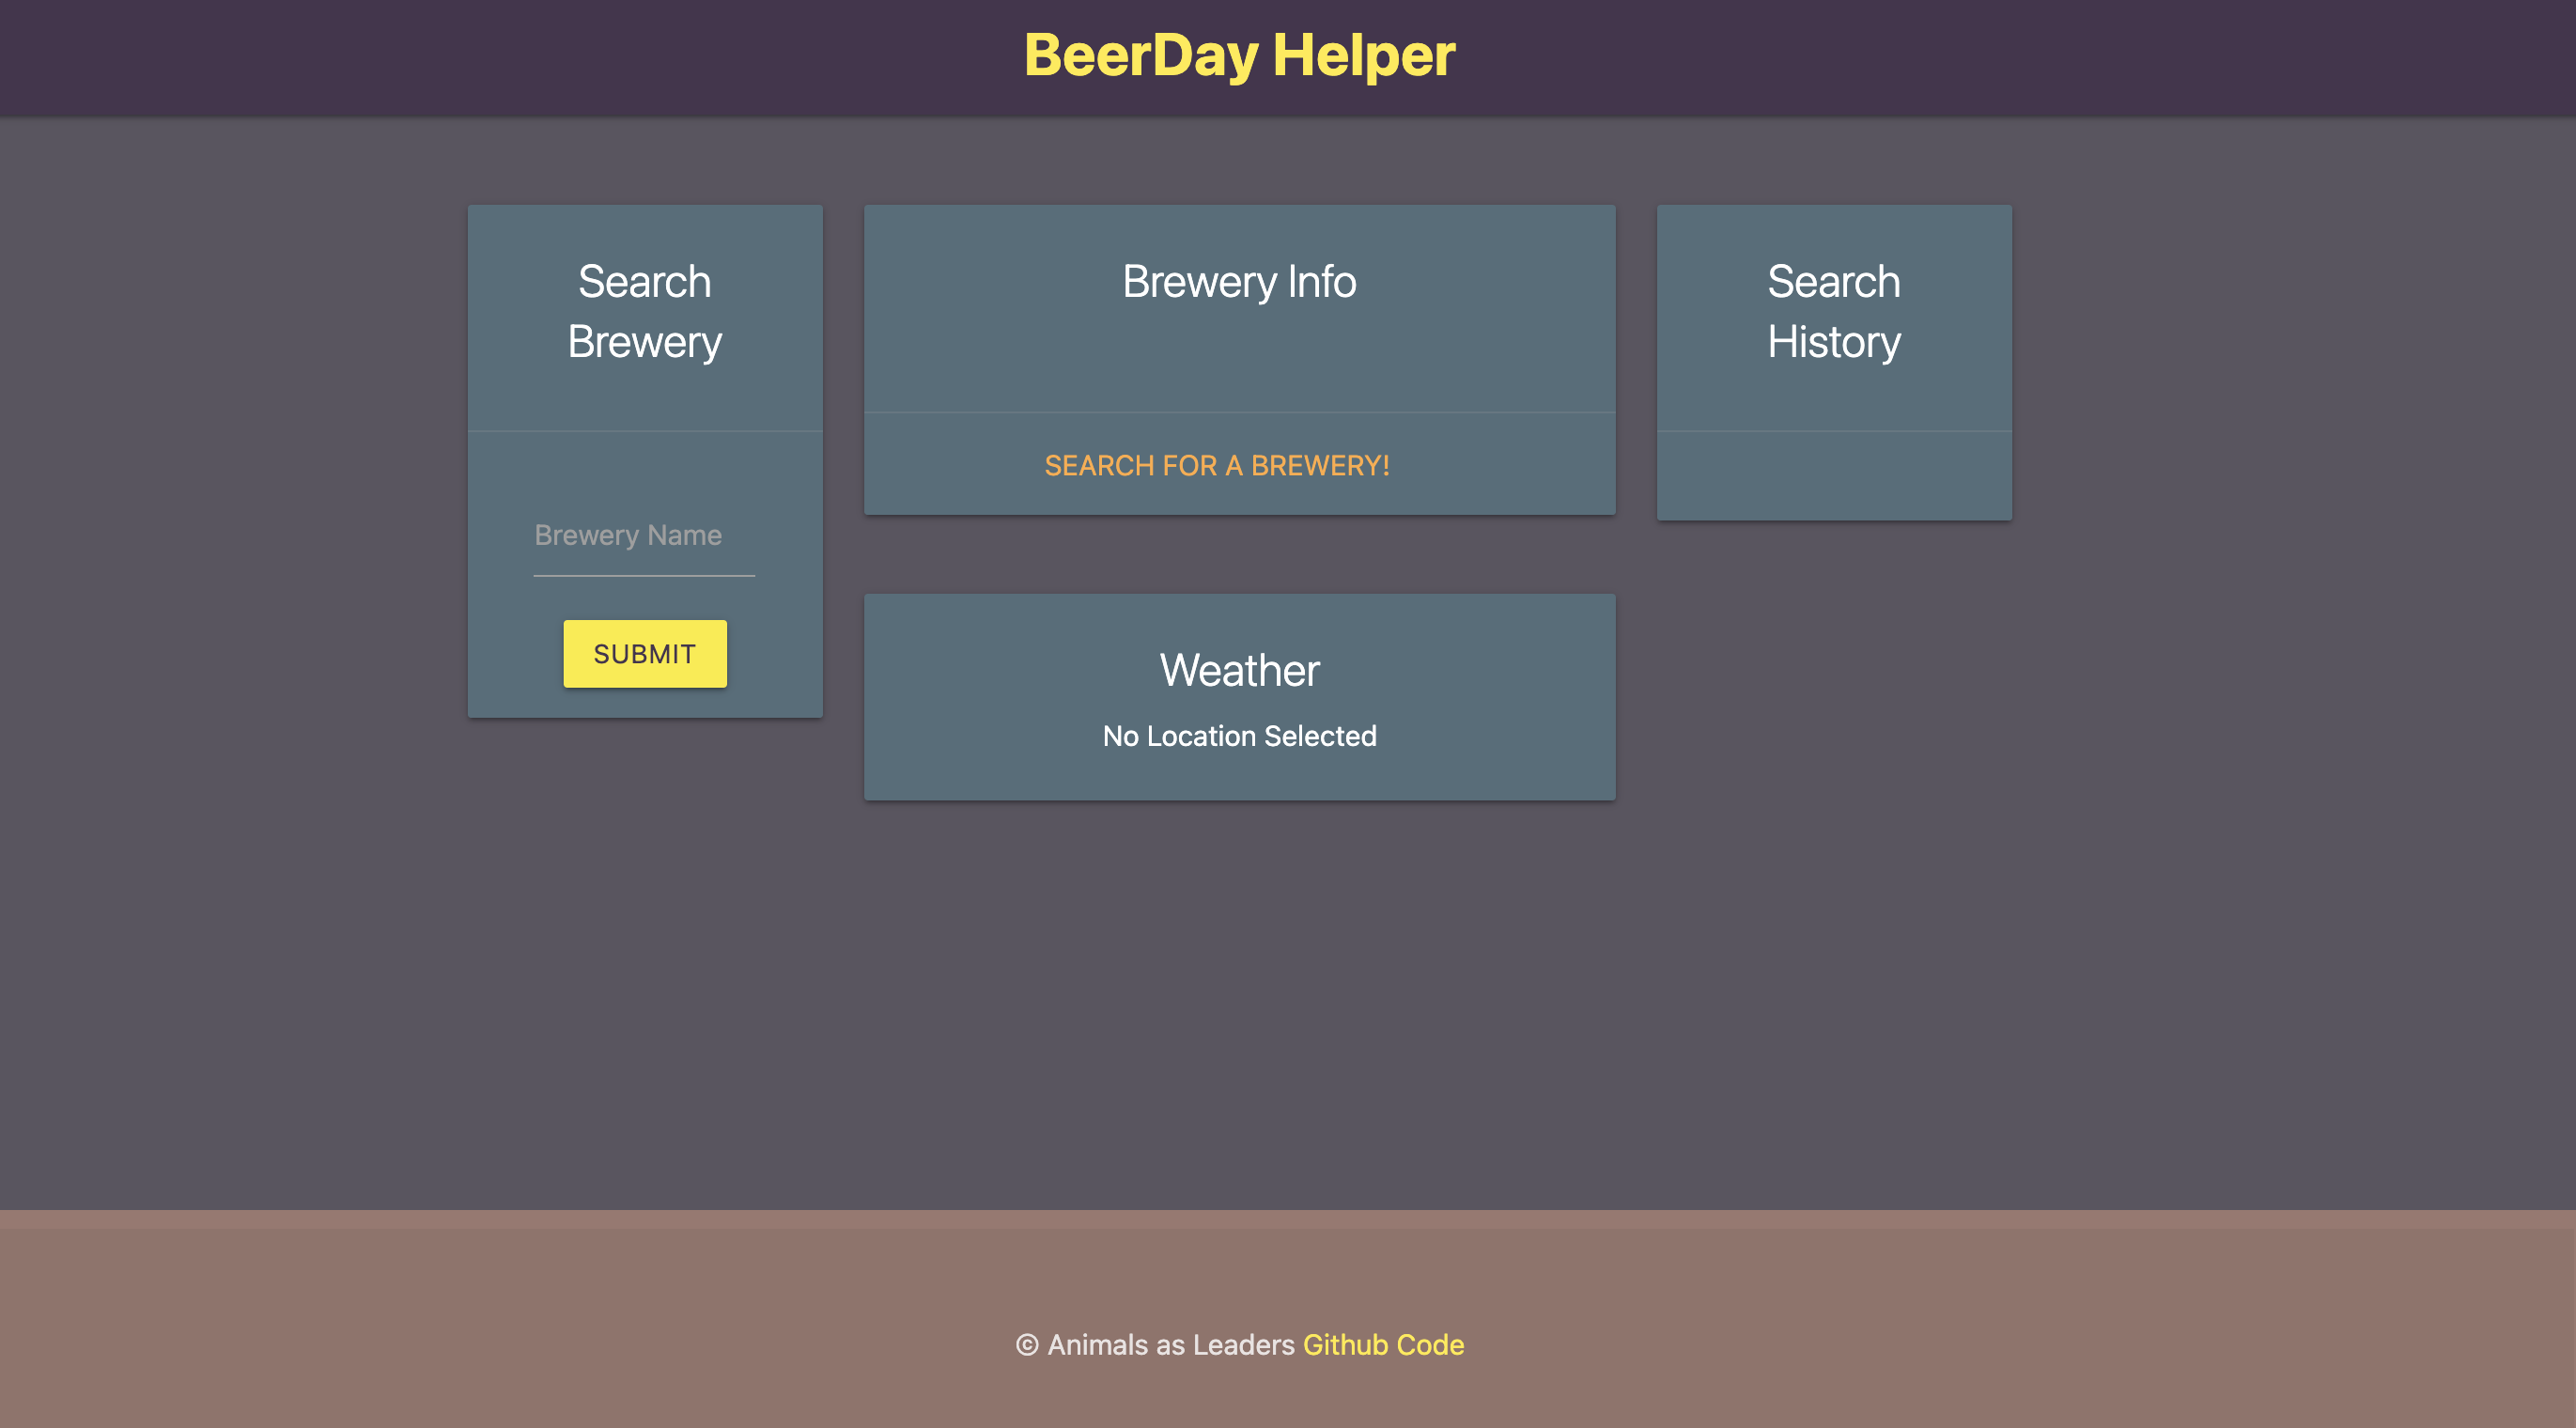 BeerDay Helper
Search
Brewery
Brewery Name
SUBMIT
Brewery Info
SEARCH FOR A BREWERY!
Weather
No Location Selected
Search
History
© Animals as Leaders Github Code